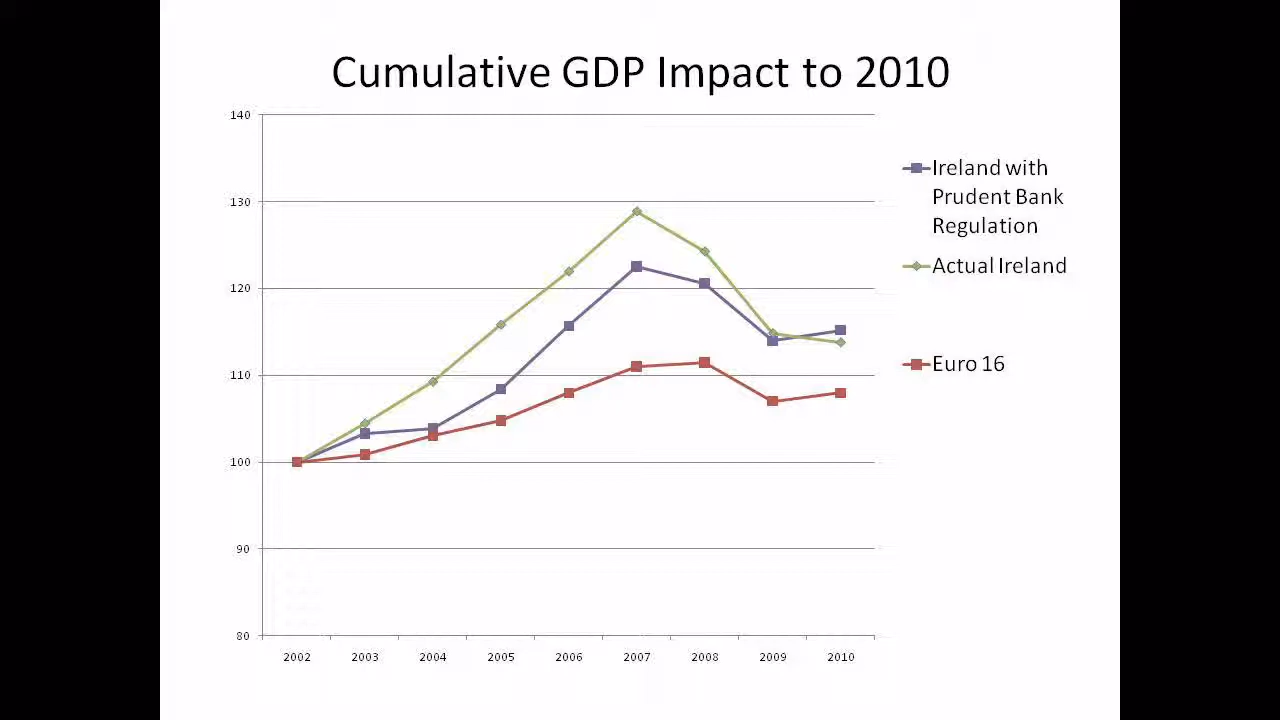 Cumulative GDP Impact to 2010
140
130
120
110
100
90
80
2002 2003 2004 2005 2006 2007 2008 2009 2010
Ireland with
Prudent Bank
Regulation
Actual Ireland
Euro 16